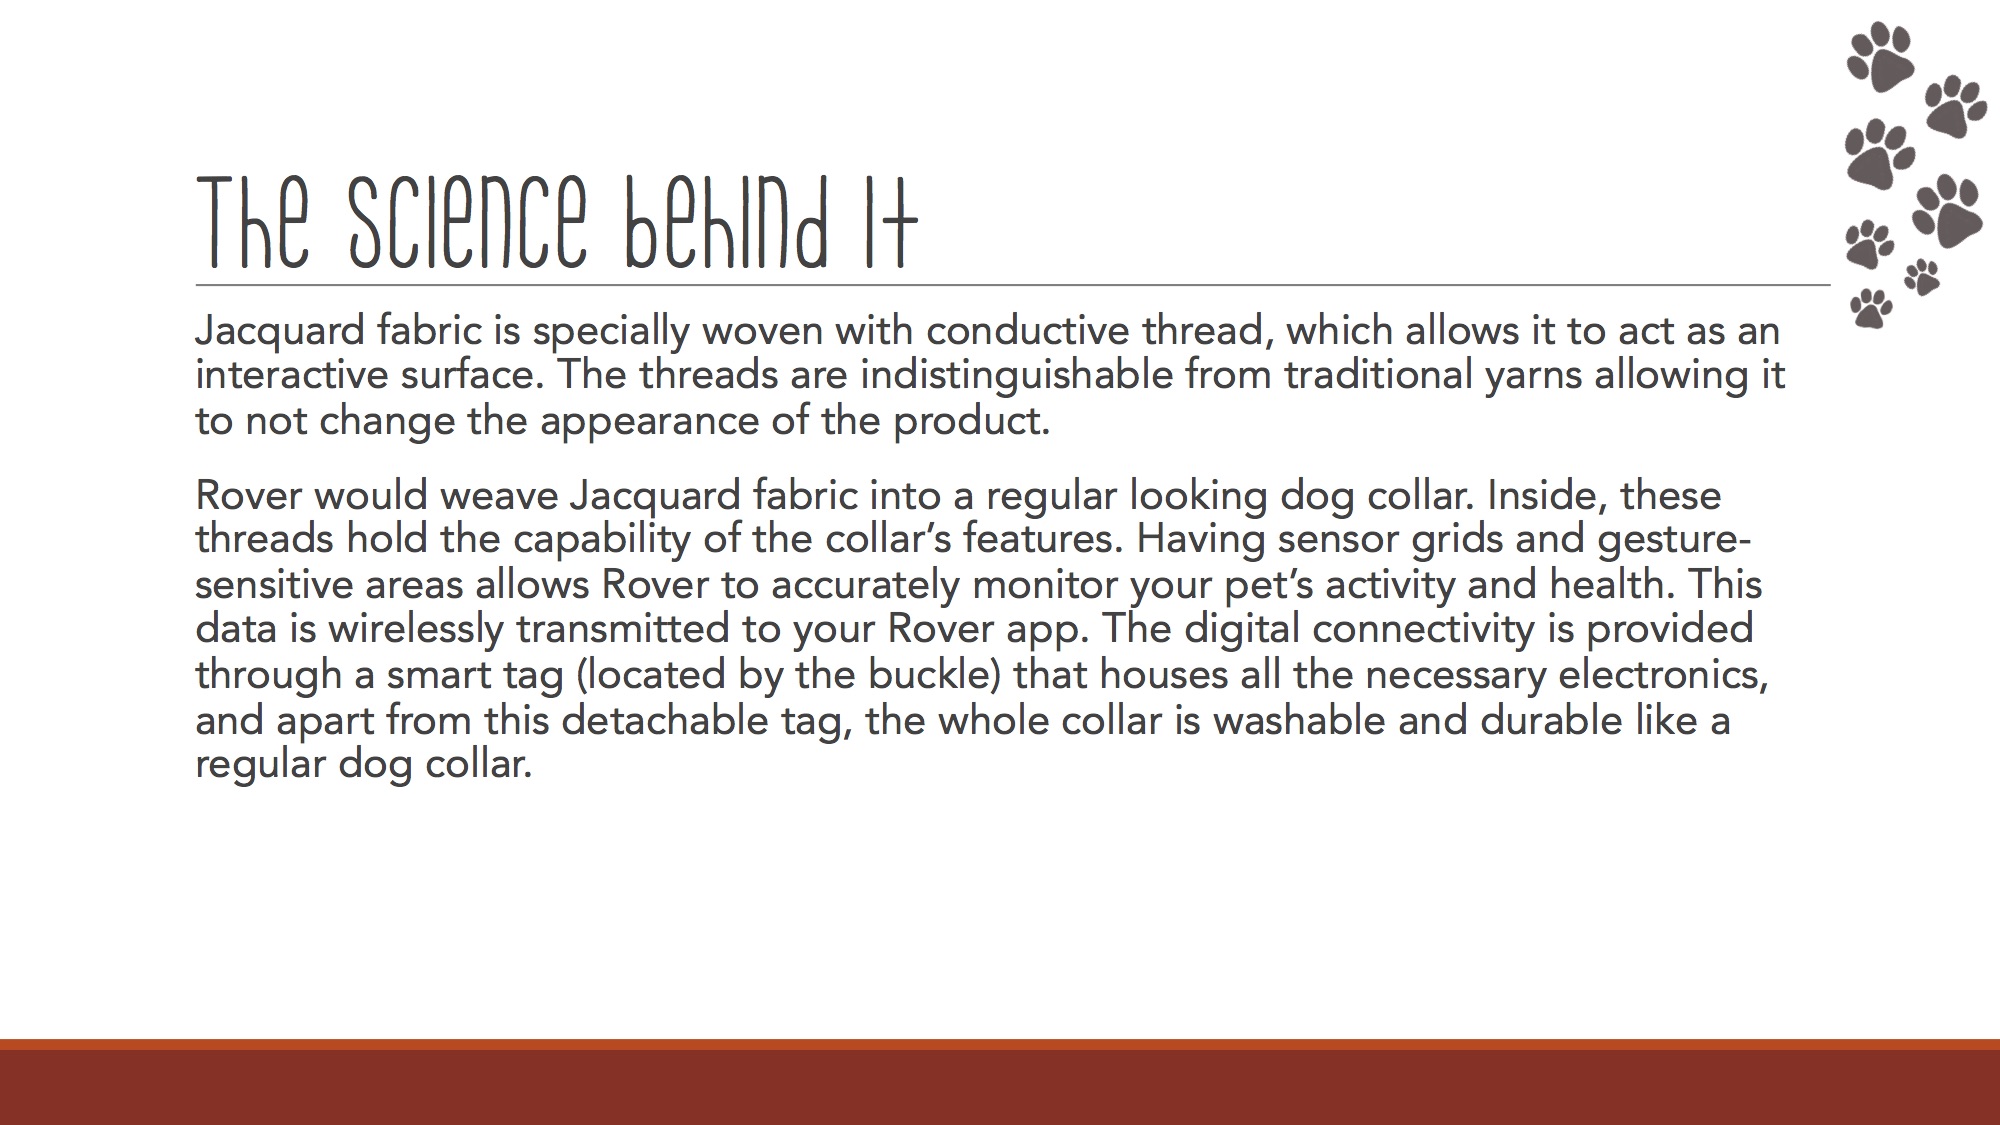 The science behind it
Jacquard fabric is specially woven with conductive thread, which allows it to act as an
interactive surface. The threads are indistinguishable from traditional yarns allowing it
to not change the appearance of the product.
Rover would weave Jacquard fabric into a regular looking dog collar. Inside, these
threads hold the capability of the collar’s features. Having sensor grids and gesture-
sensitive areas allows Rover to accurately monitor your pet’s activity and health. This
data is wirelessly transmitted to your Rover app. The digital connectivity is provided
through a smart tag (located by the buckle) that houses all the necessary electronics,
and apart from this detachable tag, the whole collar is washable and durable like a
regular dog collar.